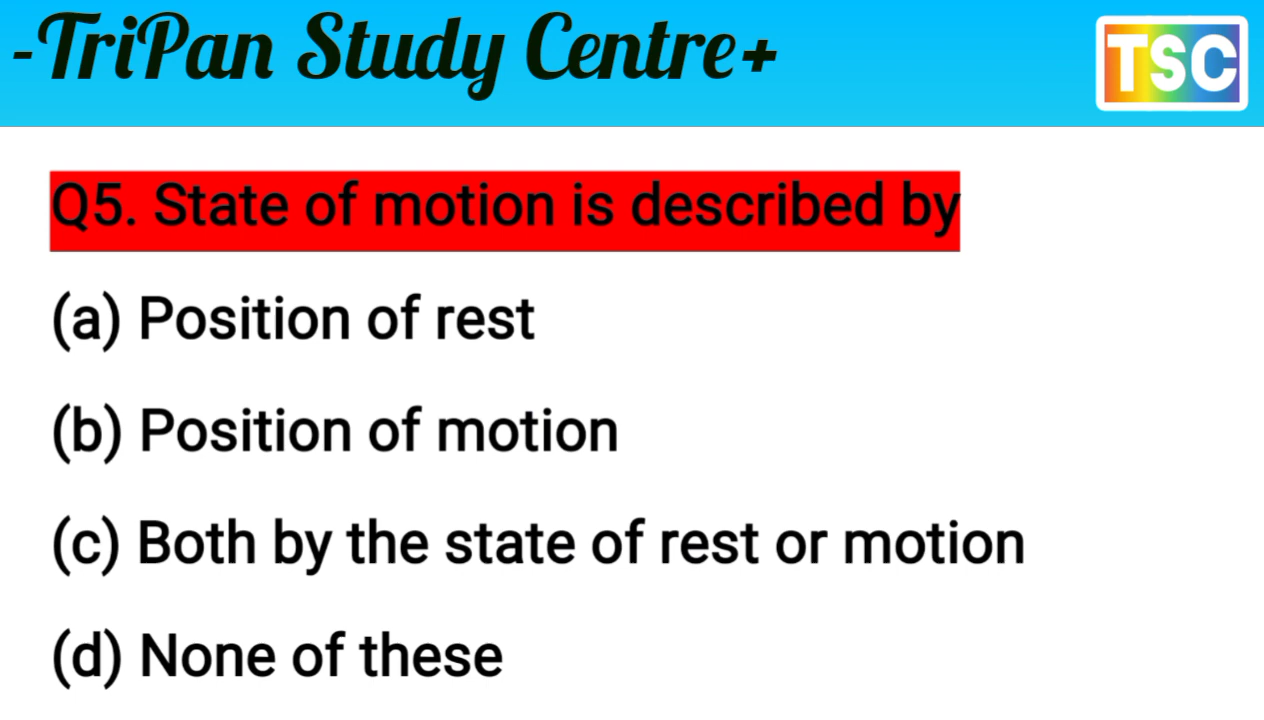 -TriPan Study Centre+
TSC
Q5. State of motion is described by
(a) Position of rest
(b) Position of motion
(c) Both by the state of rest or motion
(d) None of these